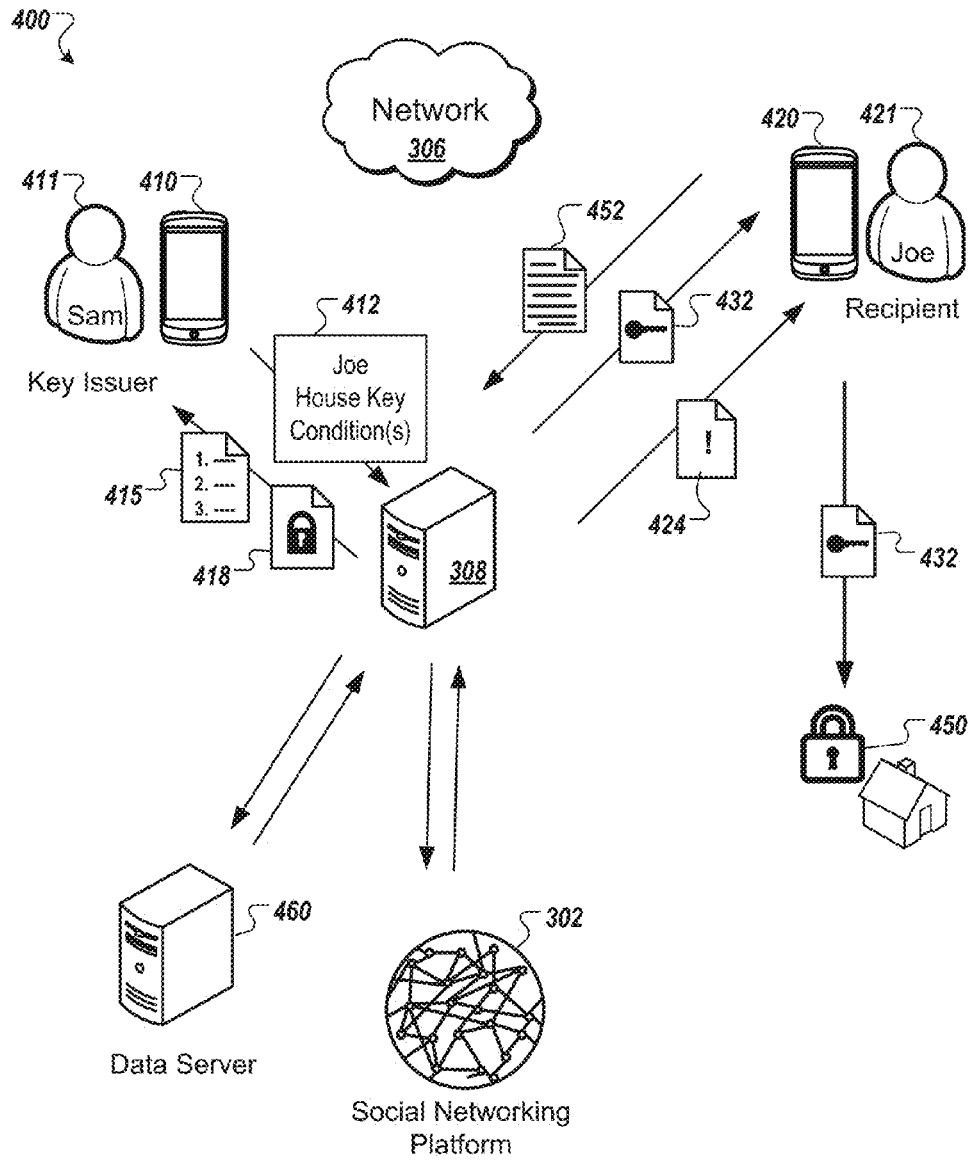 400
Network
306
411
410
Sam
Key Issuer
420
421
Joe
Recipient
452
432
412
Joe
House Key
Condition(s)
415
1.
2.
3.
418
!
424
308
432
450
460
Data Server
302
Social Networking
Platform